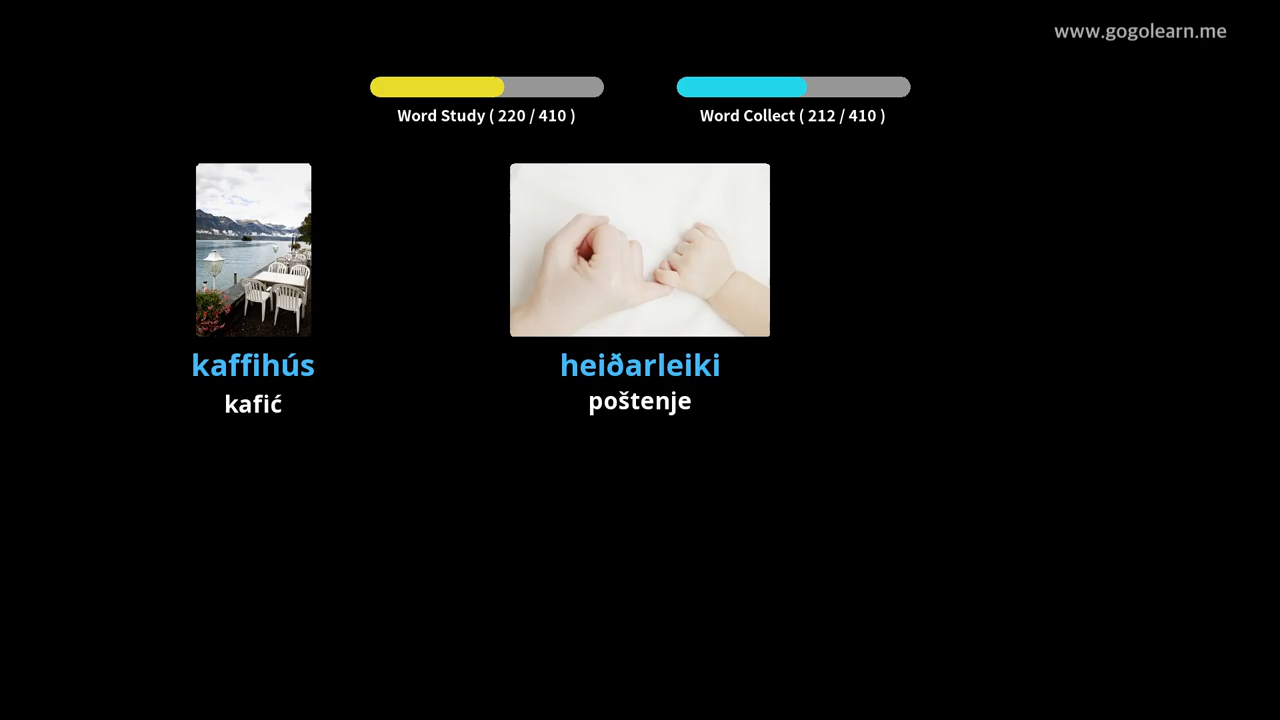 www.gogolearn.me
Word Study ( 220 / 410 )
Word Collect ( 212 / 410 )
kaffihús
kafić
heiðarleiki
poštenje